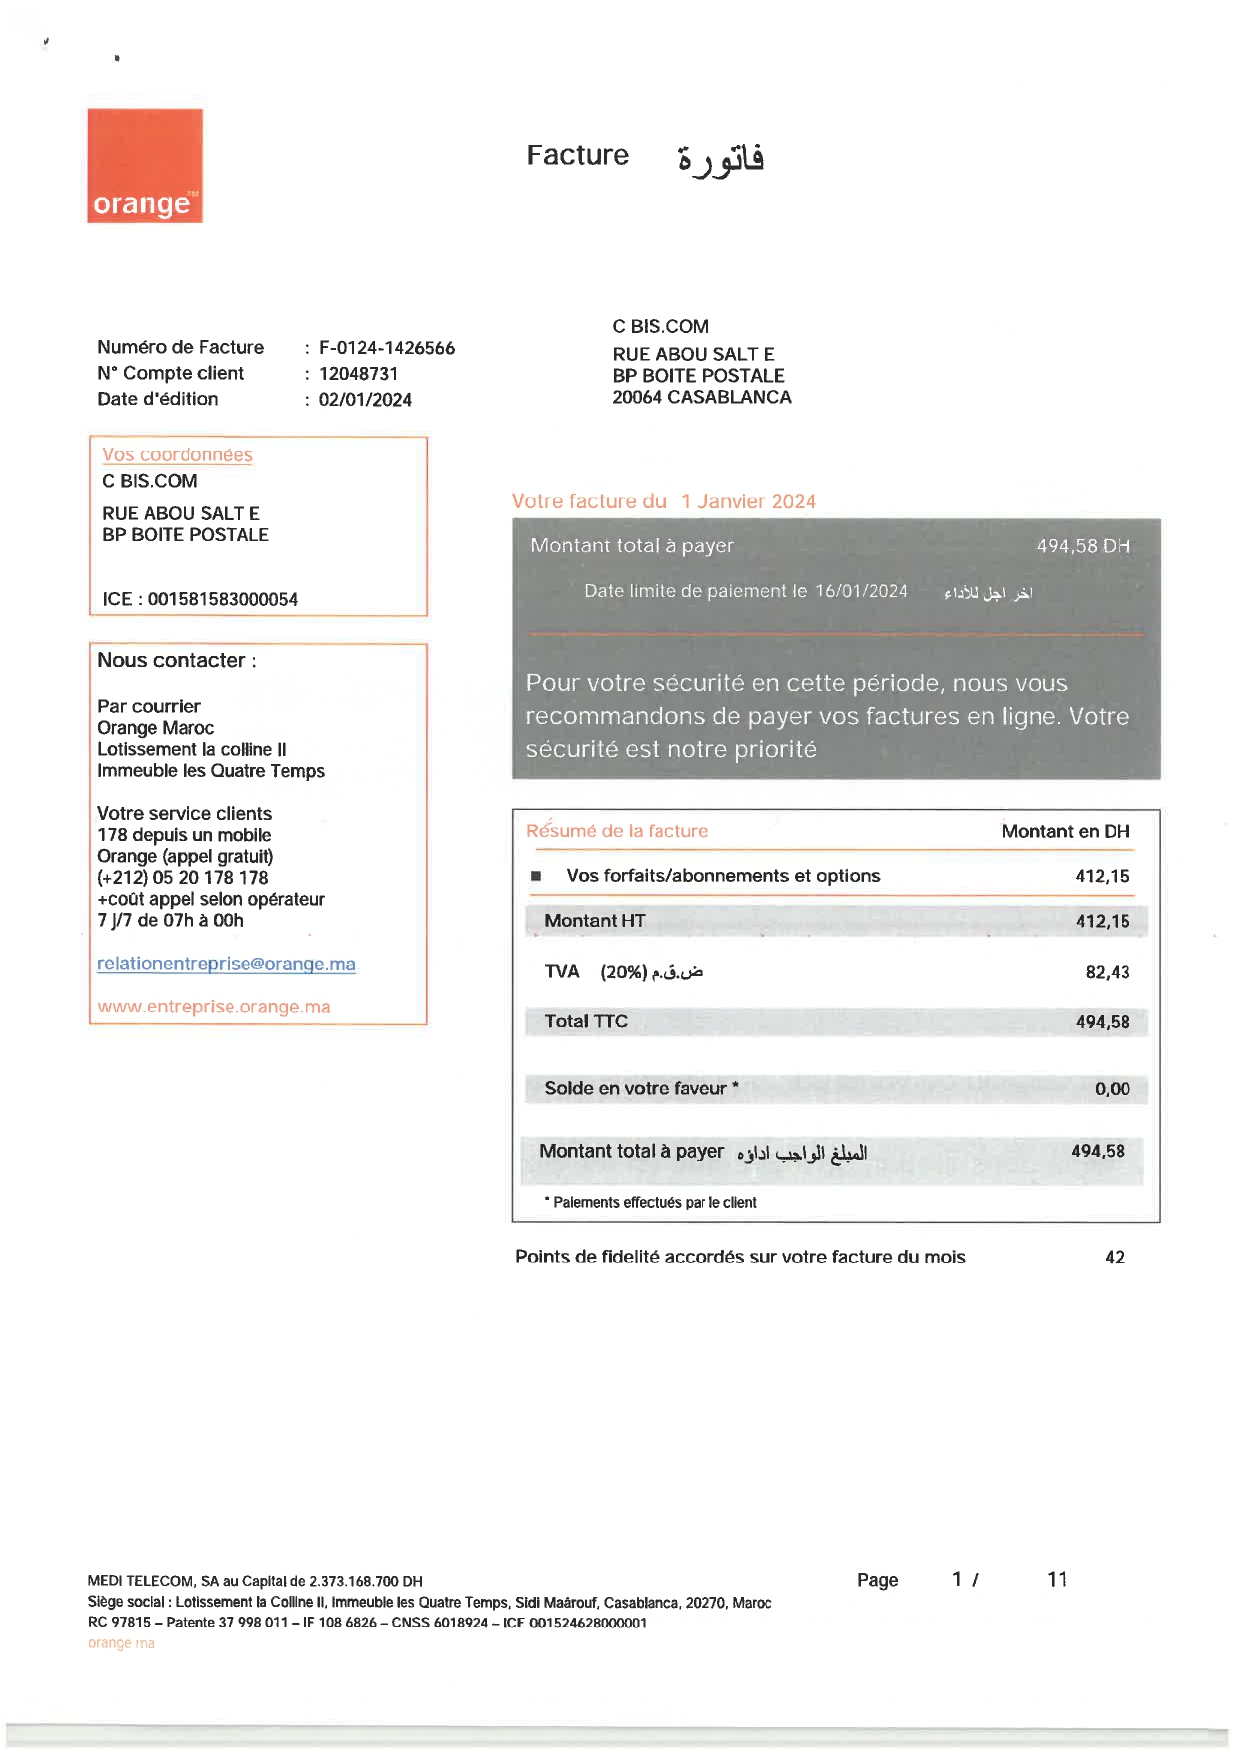 orange™
Facture فاتورة
Numéro de Facture : F-0124-1426566
N° Compte client : 12048731
Date d'édition : 02/01/2024
C BIS.COM
RUE ABOU SALT E
BP BOITE POSTALE
20064 CASABLANCA
Vos coordonnées
C BIS.COM
RUE ABOU SALT E
BP BOITE POSTALE
ICE : 001581583000054
Nous contacter :
Par courrier
Orange Maroc
Lotissement la colline II
Immeuble les Quatre Temps
Votre service clients
178 depuis un mobile
Orange (appel gratuit)
(+212) 05 20 178 178
+coût appel selon opérateur
7 J/7 de 07h à 00h
relationentreprise@orange.ma
www.entreprise.orange.ma
Votre facture du 1 Janvier 2024
Montant total à payer 494,58 DH
Date limite de paiement le 16/01/2024 اخر اجل للأداء
Pour votre sécurité en cette période, nous vous
recommandons de payer vos factures en ligne. Votre
sécurité est notre priorité
Résumé de la facture Montant en DH
■ Vos forfaits/abonnements et options 412,15
Montant HT 412,15
TVA (20%) ض.ق.م 82,43
Total TTC 494,58
Solde en votre faveur * 0,00
Montant total à payer المبلغ الواجب اداؤه 494,58
* Paiements effectués par le client
Points de fidelité accordés sur votre facture du mois 42
MEDI TELECOM, SA au Capital de 2.373.168.700 DH
Siège social : Lotissement la Colline II, Immeuble les Quatre Temps, Sidi Maârouf, Casablanca, 20270, Maroc
RC 97815 – Patente 37 998 011 – IF 108 6826 – CNSS 6018924 – ICF 001524628000001
orange ma
Page 1 / 11